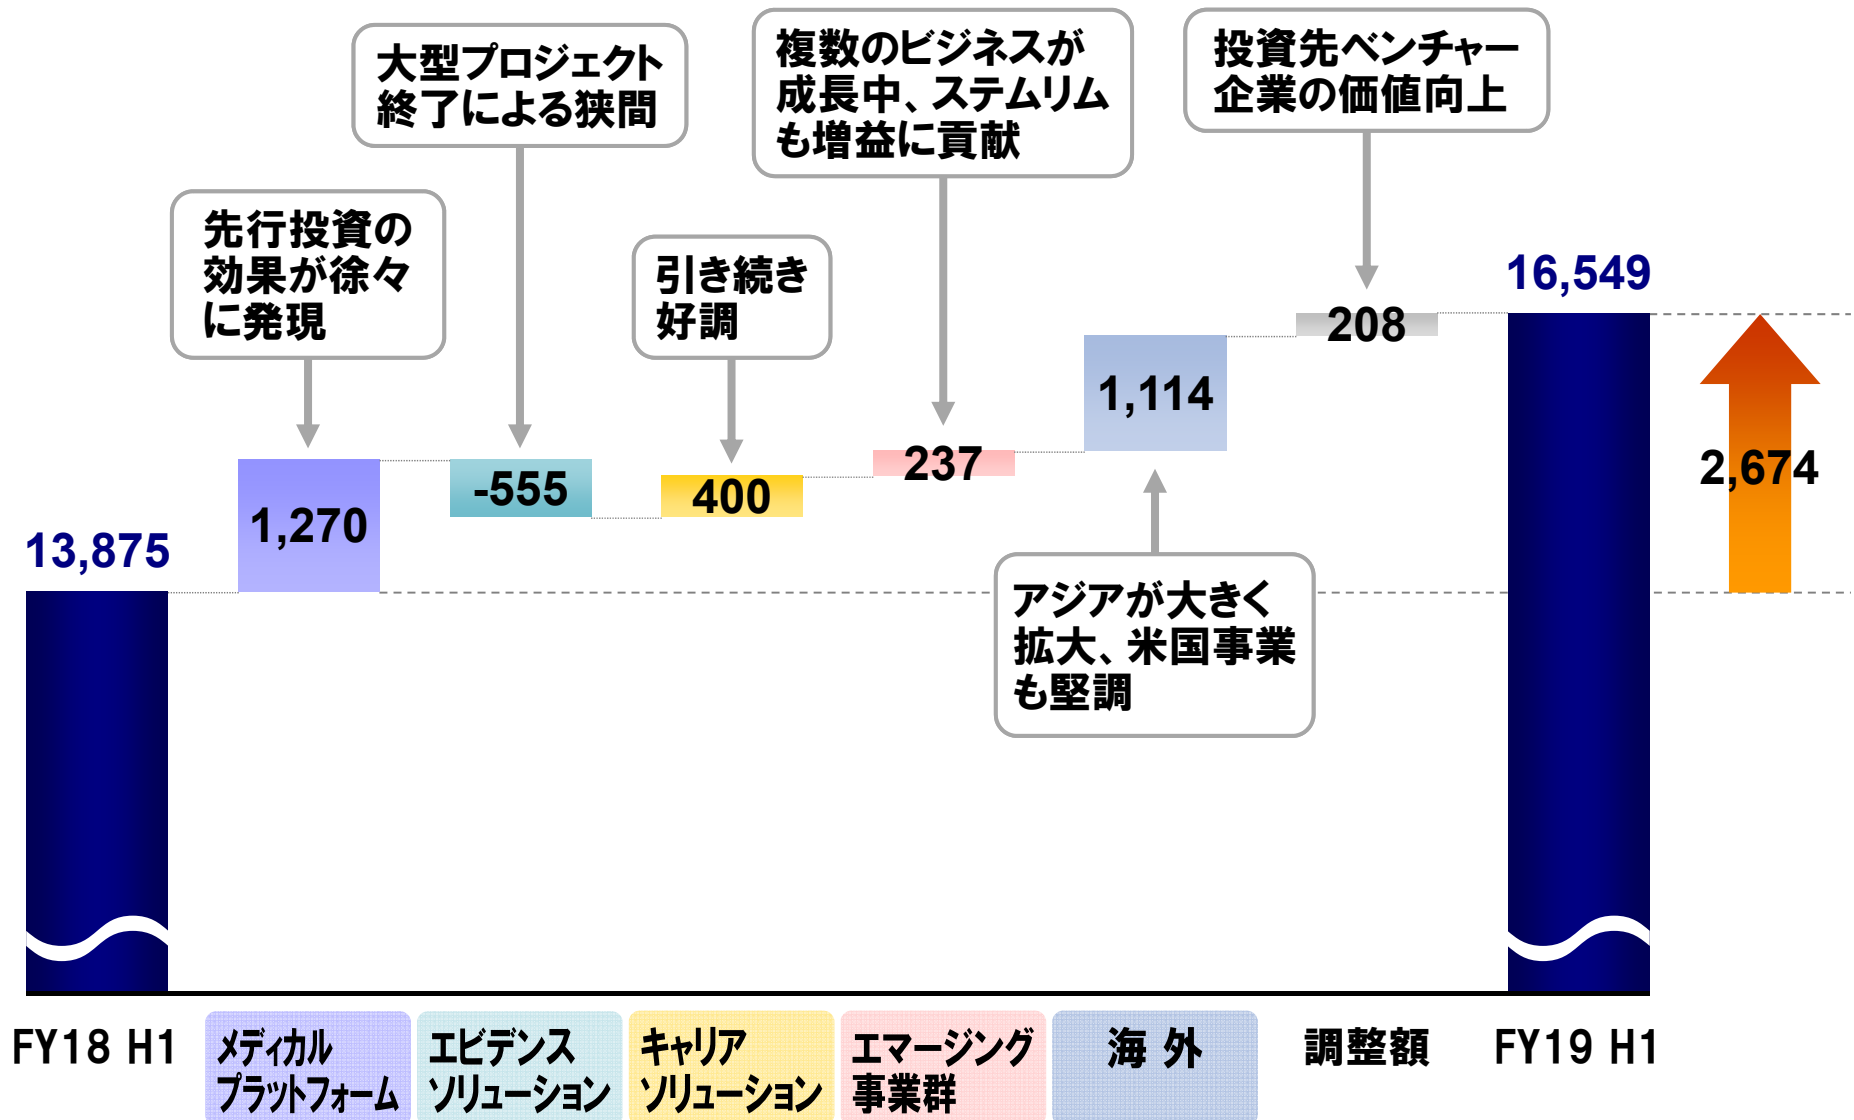 大型プロジェクト
終了による狭間
複数のビジネスが
成長中、ステムリム
も増益に貢献
投資先ベンチャー
企業の価値向上
先行投資の
効果が徐々
に発現
引き続き
好調
16,549
208
1,114
237
2,674
-555
400
1,270
13,875
アジアが大きく
拡大、米国事業
も堅調
FY18 H1
メディカル
プラットフォーム
エビデンス
ソリューション
キャリア
ソリューション
エマージング
事業群
海 外
調整額
FY19 H1